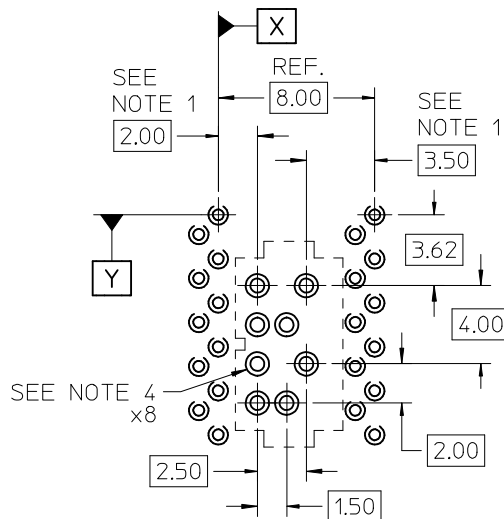 X
SEE
NOTE 1
REF.
8.00
SEE
NOTE 1
2.00
3.50
3.62
Y
4.00
SEE NOTE 4
x8
2.00
2.50
1.50